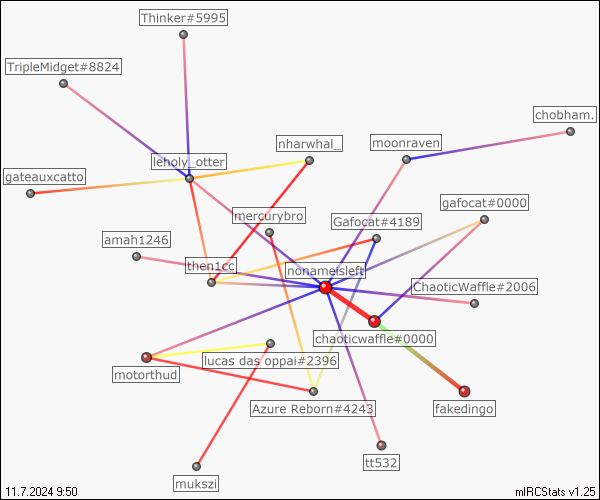 Thinker#5995
TripleMidget#8824
chobham.
nharwhal_
moonraven
leholy_otter
gateauxcatto
gafocat#0000
mercurybro
Gafocat#4189
amah1246
then1cc
nonameisleft
ChaoticWaffle#2006
chaoticwaffle#0000
lucas das oppai#2396
motorthud
Azure Reborn#4243
fakedingo
tt532
mukszi
11.7.2024 9:50
mIRCStats v1.25